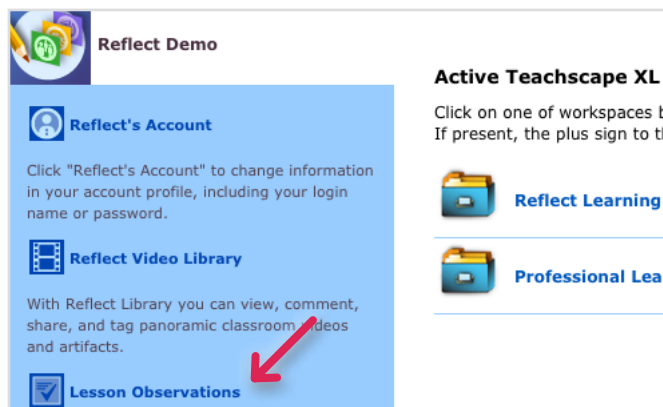 Reflect Demo
Reflect's Account
Click "Reflect's Account" to change information
in your account profile, including your login
name or password.
Reflect Video Library
With Reflect Library you can view, comment,
share, and tag panoramic classroom videos
and artifacts.
Lesson Observations
Active Teachscape XL
Click on one of workspaces
If present, the plus sign to
Reflect Learning
Professional